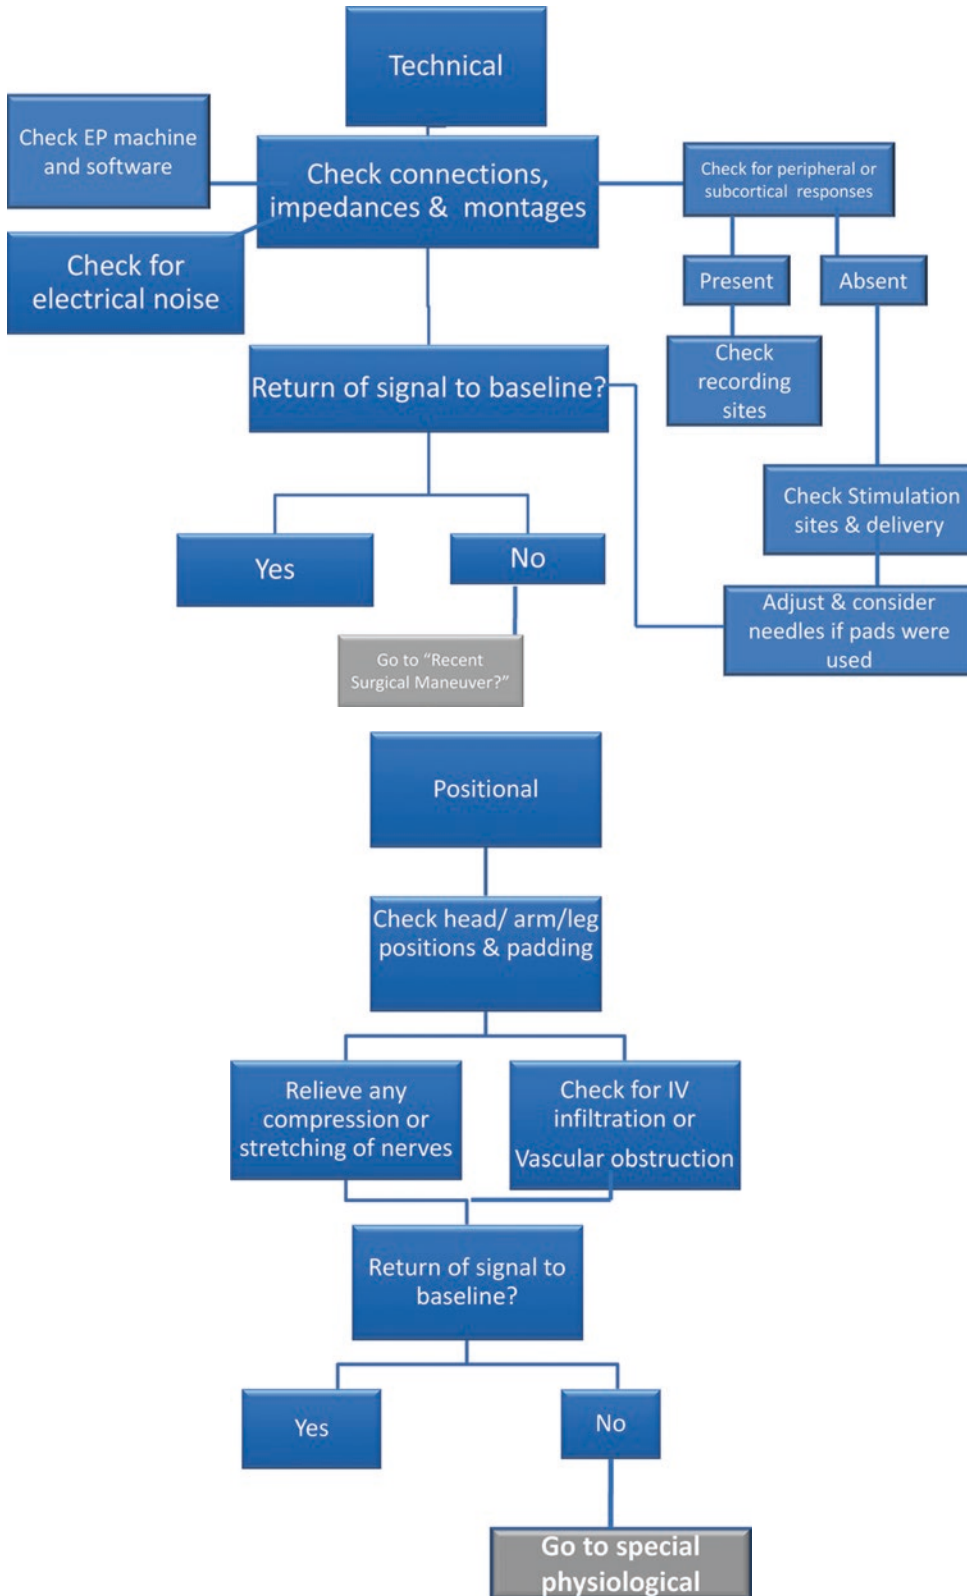 Technical
Check EP machine
and software
Check connections,
impedances & montages
Check for peripheral or
subcortical responses
Check for
electrical noise
Present
Absent
Check
recording
sites
Return of signal to baseline?
Check Stimulation
sites & delivery
Yes
No
Adjust & consider
needles if pads were
used
Go to “Recent
Surgical Maneuver?”
Positional
Check head/ arm/leg
positions & padding
Relieve any
compression or
stretching of nerves
Check for IV
infiltration or
Vascular obstruction
Return of signal to
baseline?
Yes
No
Go to special
physiological